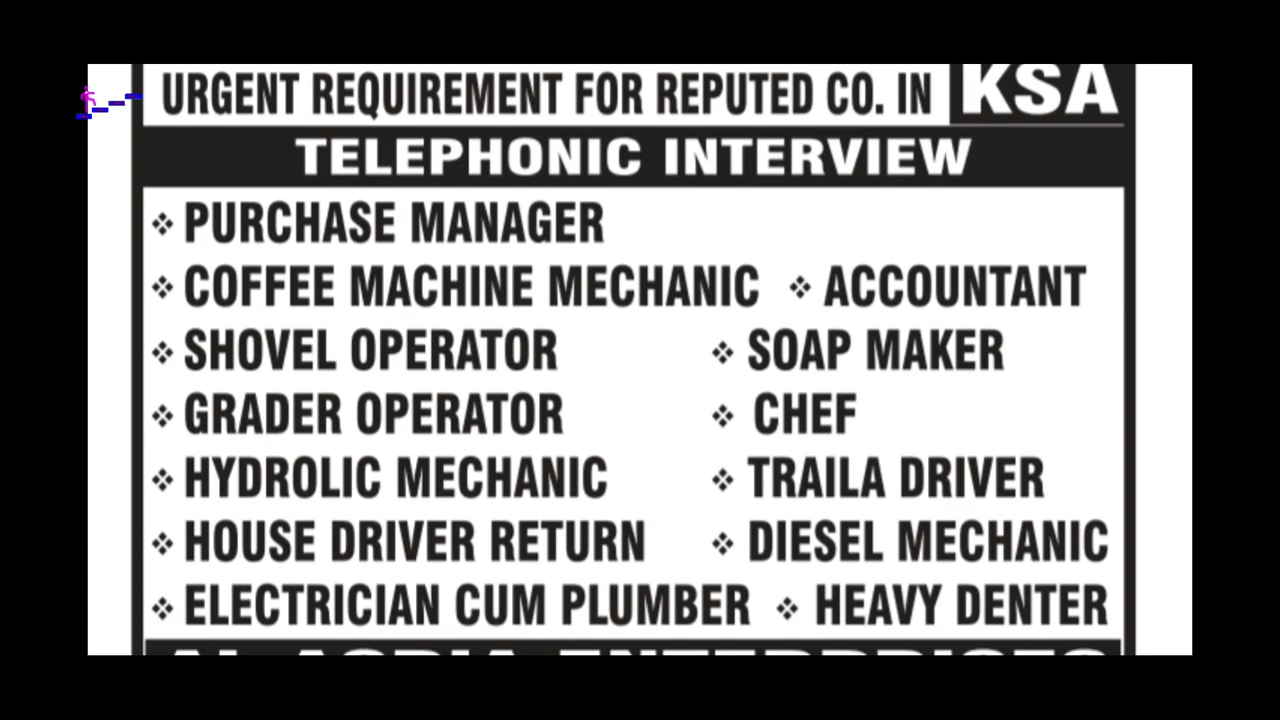 URGENT REQUIREMENT FOR REPUTED CO. IN KSA
TELEPHONIC INTERVIEW
❖ PURCHASE MANAGER
❖ COFFEE MACHINE MECHANIC ❖ ACCOUNTANT
❖ SHOVEL OPERATOR ❖ SOAP MAKER
❖ GRADER OPERATOR ❖ CHEF
❖ HYDROLIC MECHANIC ❖ TRAILA DRIVER
❖ HOUSE DRIVER RETURN ❖ DIESEL MECHANIC
❖ ELECTRICIAN CUM PLUMBER ❖ HEAVY DENTER